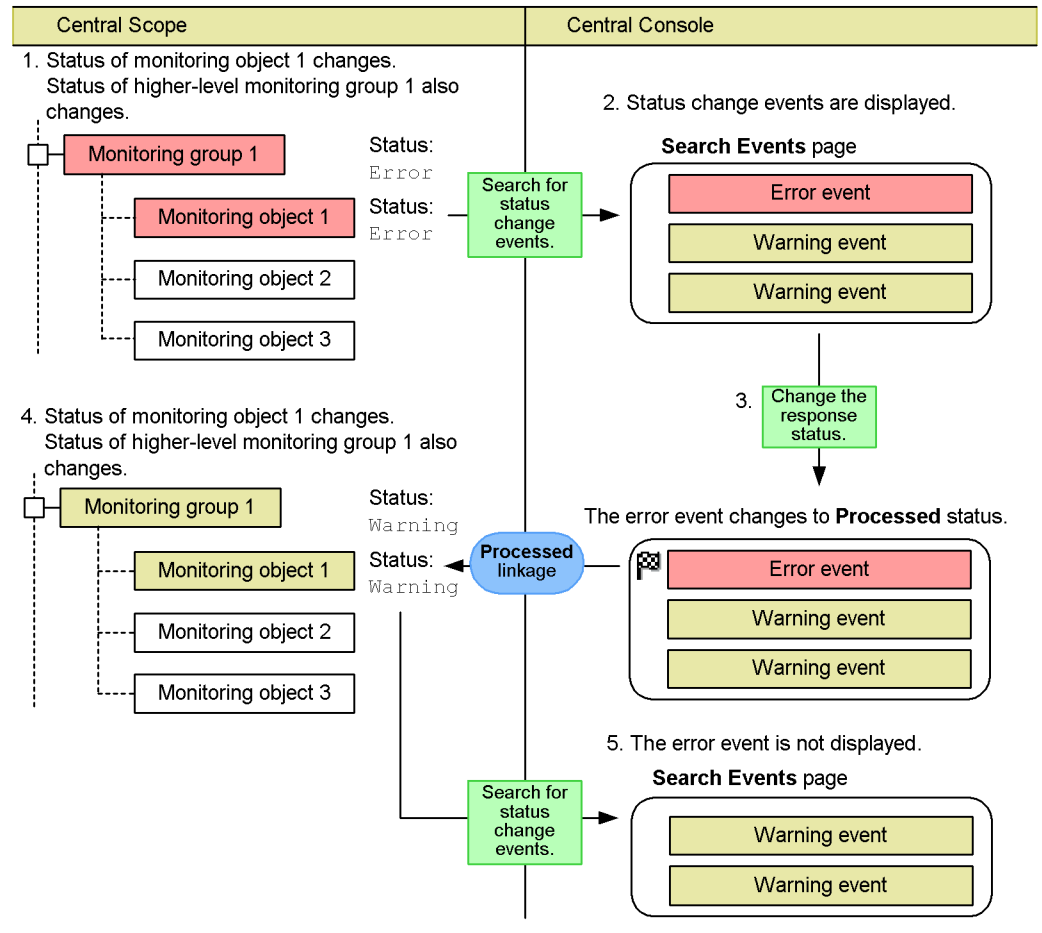 Central Scope
Central Console
1. Status of monitoring object 1 changes.
Status of higher-level monitoring group 1 also
changes.
Monitoring group 1
Status:
Error
Monitoring object 1
Status:
Error
Monitoring object 2
Monitoring object 3
Search for
status
change
events.
2. Status change events are displayed.
Search Events page
Error event
Warning event
Warning event
3.
Change the
response
status.
The error event changes to Processed status.
Error event
Warning event
Warning event
Processed
linkage
4. Status of monitoring object 1 changes.
Status of higher-level monitoring group 1 also
changes.
Monitoring group 1
Status:
Warning
Monitoring object 1
Status:
Warning
Monitoring object 2
Monitoring object 3
Search for
status
change
events.
5. The error event is not displayed.
Search Events page
Warning event
Warning event